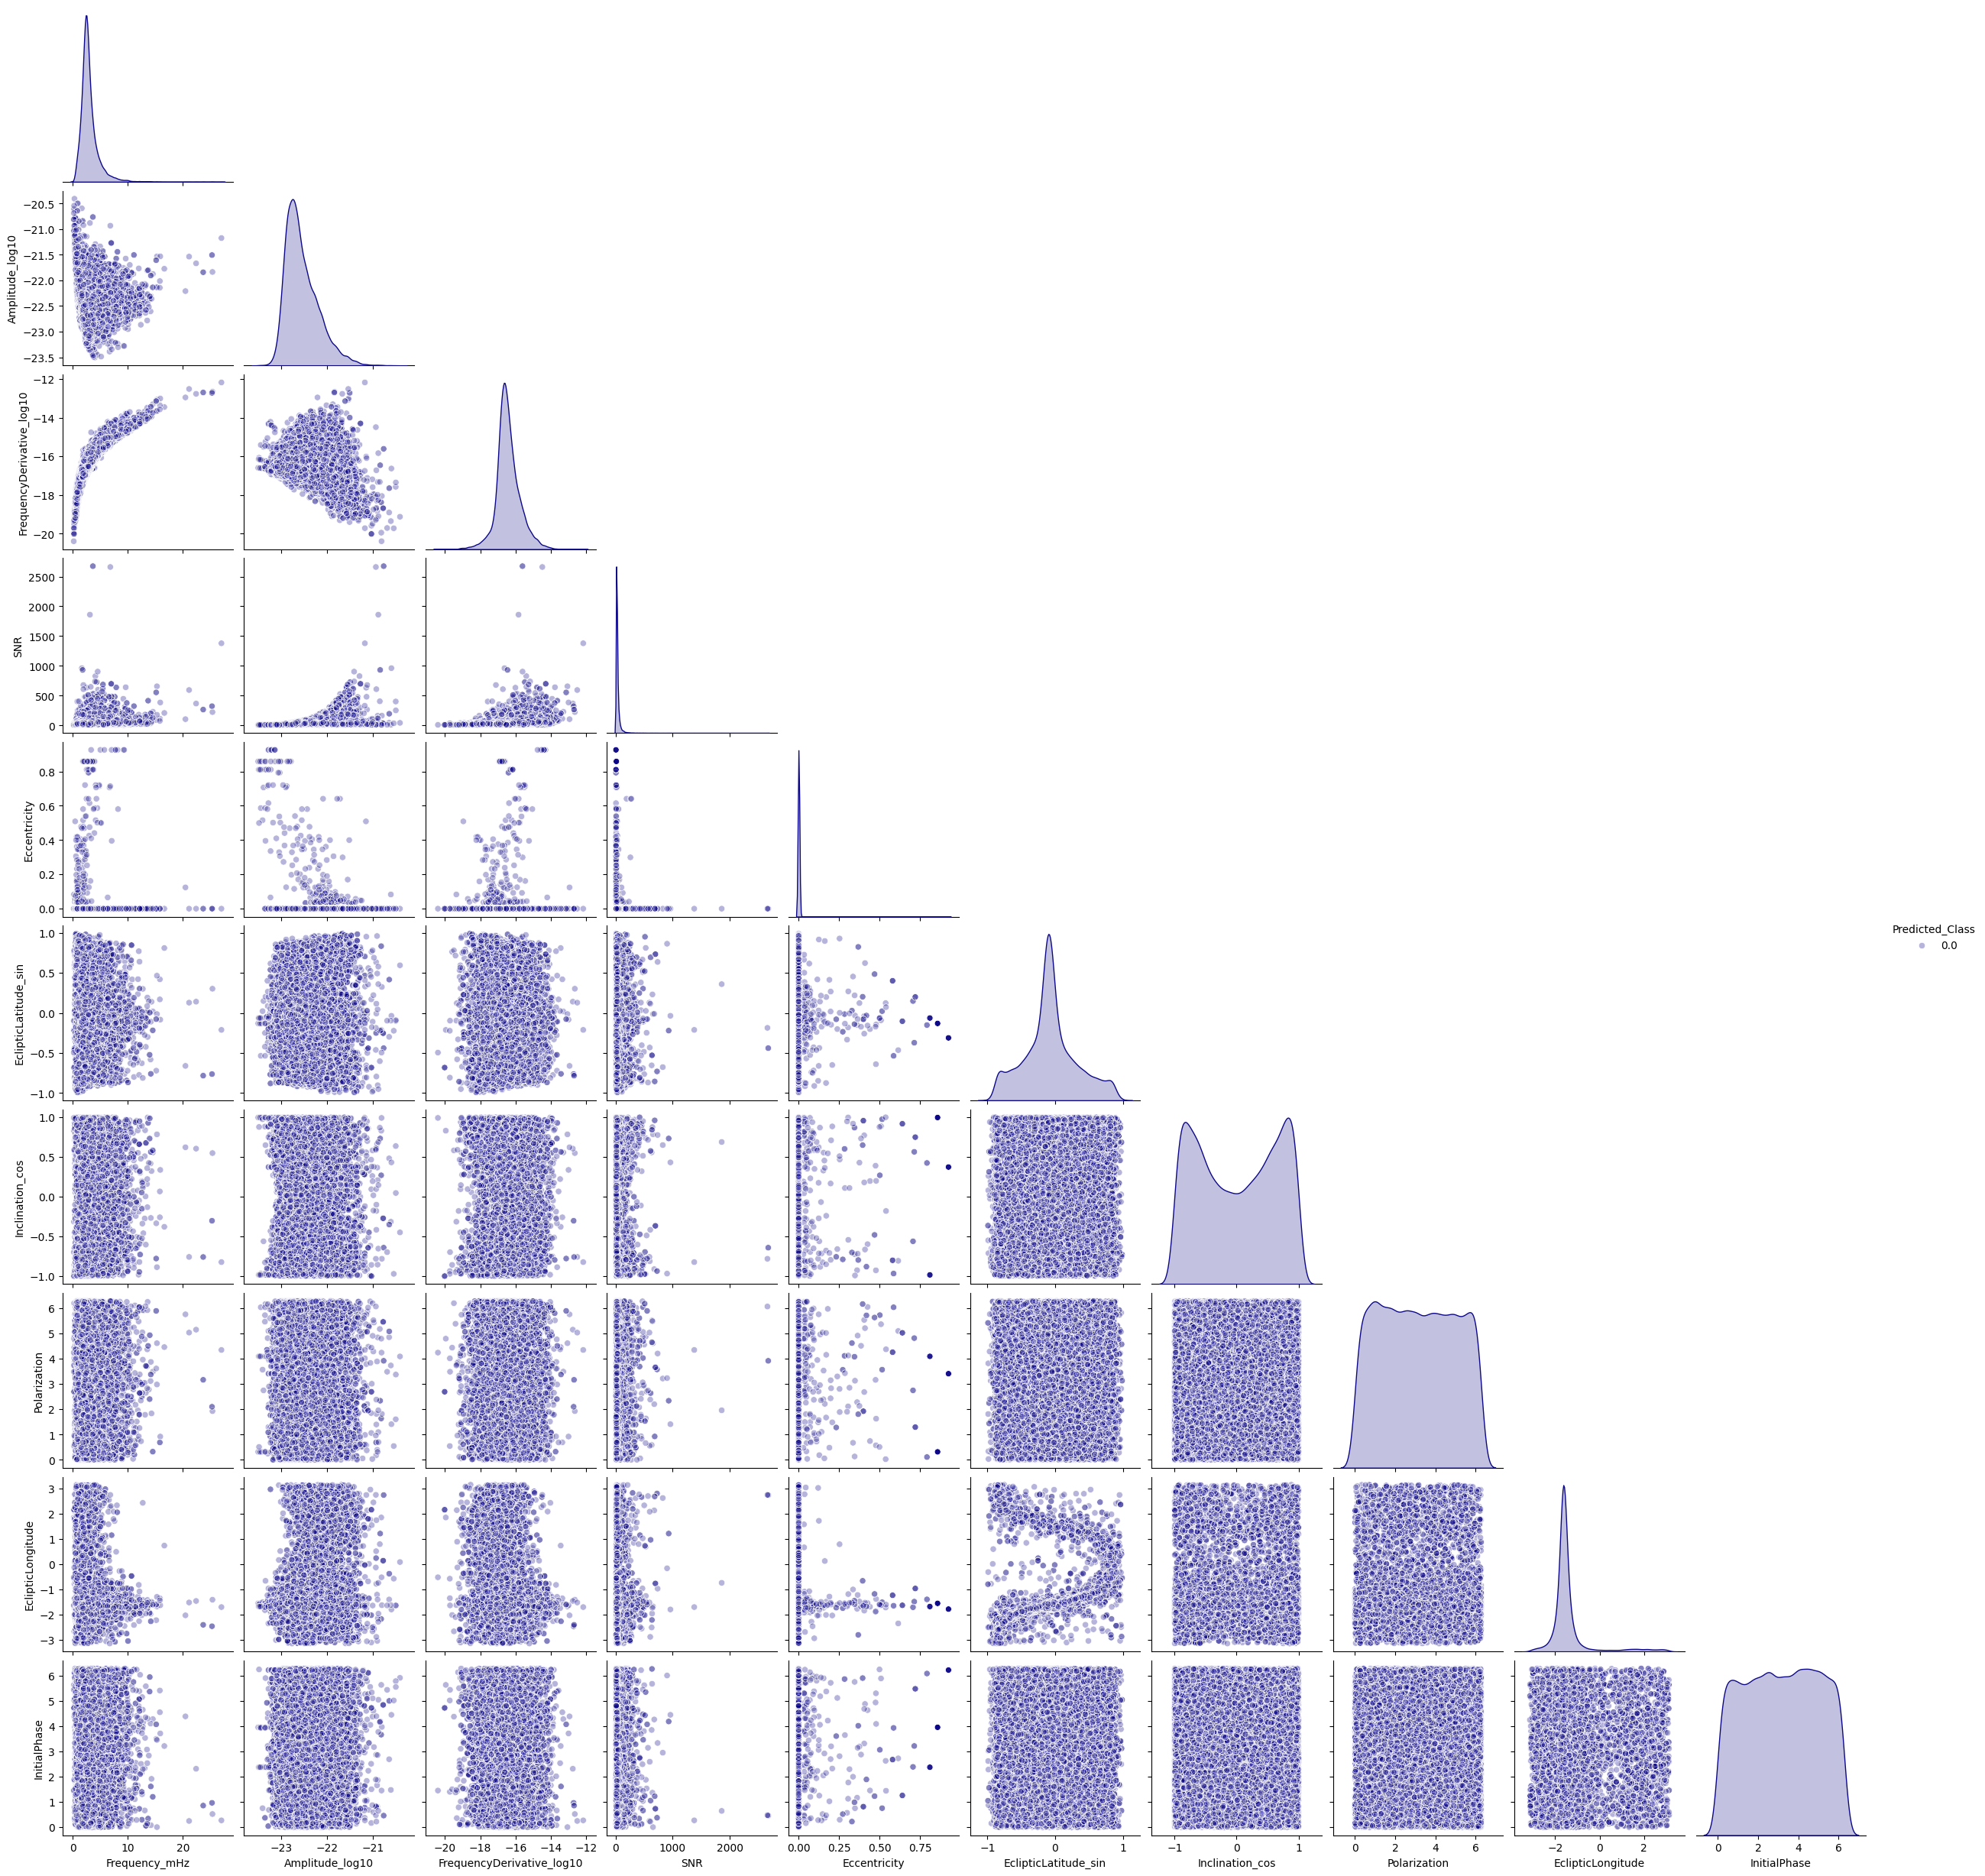 −20.5
−21.0
−21.5
−22.0
−22.5
−23.0
−23.5
Amplitude_log10
−12
−14
−16
−18
−20
FrequencyDerivative_log10
2500
2000
1500
1000
500
0
SNR
0.8
0.6
0.4
0.2
0.0
Eccentricity
Predicted_Class
0.0
1.0
0.5
0.0
−0.5
−1.0
EclipticLatitude_sin
1.0
0.5
0.0
−0.5
−1.0
Inclination_cos
6
5
4
3
2
1
0
Polarization
3
2
1
0
−1
−2
−3
EclipticLongitude
6
5
4
3
2
1
0
InitialPhase
0 10 20
Frequency_mHz
−23 −22 −21
Amplitude_log10
−20 −18 −16 −14 −12
FrequencyDerivative_log10
0 1000 2000
SNR
0.00 0.25 0.50 0.75
Eccentricity
−1 0 1
EclipticLatitude_sin
−1 0 1
Inclination_cos
0 2 4 6
Polarization
−2 0 2
EclipticLongitude
0 2 4 6
InitialPhase